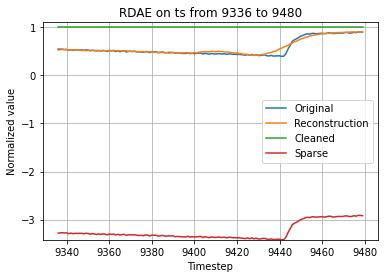 RDAE on ts from 9336 to 9480
Normalized value
1
0
−1
−2
−3
Original
Reconstruction
Cleaned
Sparse
9340 9360 9380 9400 9420 9440 9460 9480
Timestep